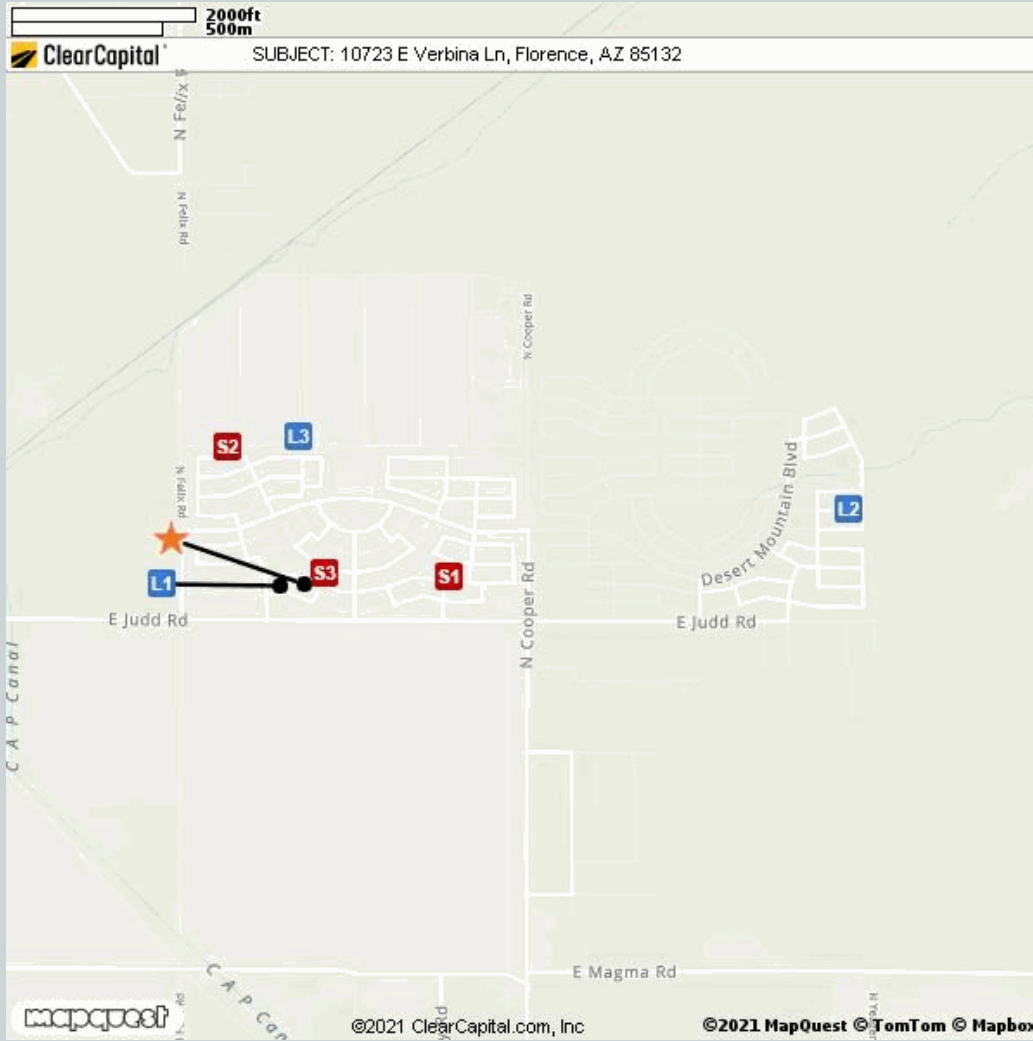 2000ft
500m
ClearCapital
SUBJECT: 10723 E Verbina Ln, Florence, AZ 85132
N Felix
N Felix Rd
N Cooper Rd
S2
L3
N Felix Rd
Desert Mountain Blvd
L2
L1
S3
S1
E Judd Rd
N Cooper Rd
E Judd Rd
C A P Canal
E Magma Rd
C A P Can
Rd
mapquest
©2021 ClearCapital.com, Inc
©2021 MapQuest © TomTom © Mapbox